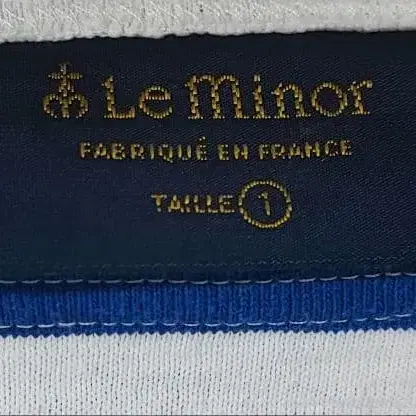 Le Minor
FABRIQUÉ EN FRANCE
TAILLE 1